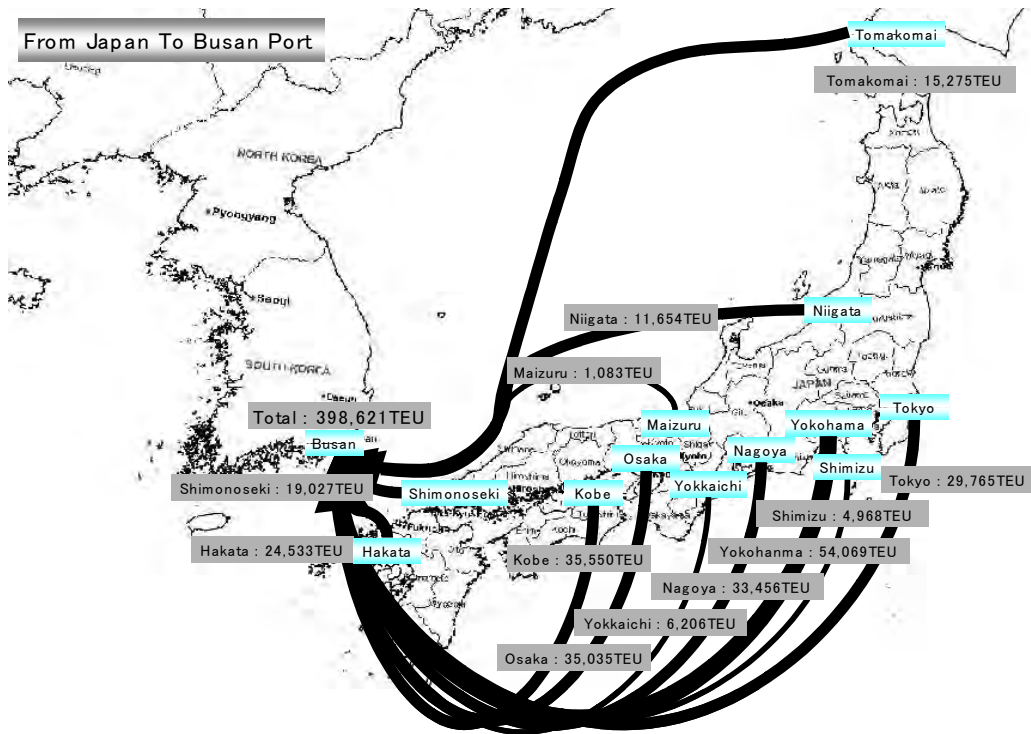 From Japan To Busan Port
Tomakomai
Tomakomai : 15,275TEU
NORTH KOREA
Pyongyang
Seoul
Niigata : 11,654TEU
Niigata
SOUTH KOREA
Maizuru : 1,083TEU
JAPAN
Osaka
Total : 398,621TEU
Busan
Maizuru
Yokohama
Tokyo
Osaka
Nagoya
Shimizu
Shimonoseki : 19,027TEU
Shimonoseki
Kobe
Yokkaichi
Tokyo : 29,765TEU
Shimizu : 4,968TEU
Hakata : 24,533TEU
Hakata
Kobe : 35,550TEU
Yokohanma : 54,069TEU
Nagoya : 33,456TEU
Yokkaichi : 6,206TEU
Osaka : 35,035TEU